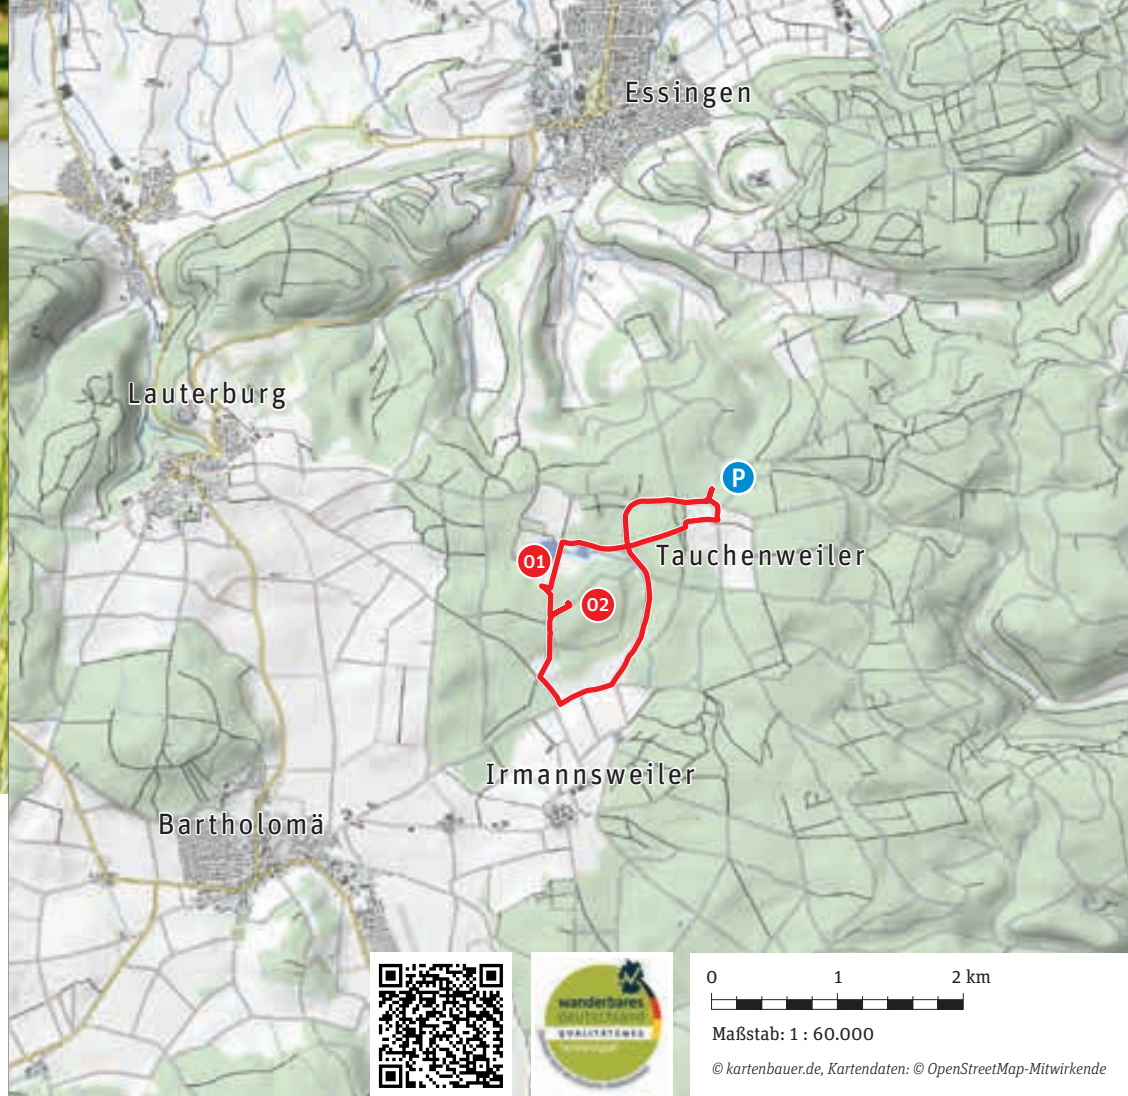 Essingen
Lauterburg
P
Tauchenweiler
01
02
Irmannsweiler
Bartholomä
wanderbares
deutschland
QUALITÄTSWEG
0 1 2 km
Maßstab: 1 : 60.000
© kartenbauer.de, Kartendaten: © OpenStreetMap-Mitwirkende